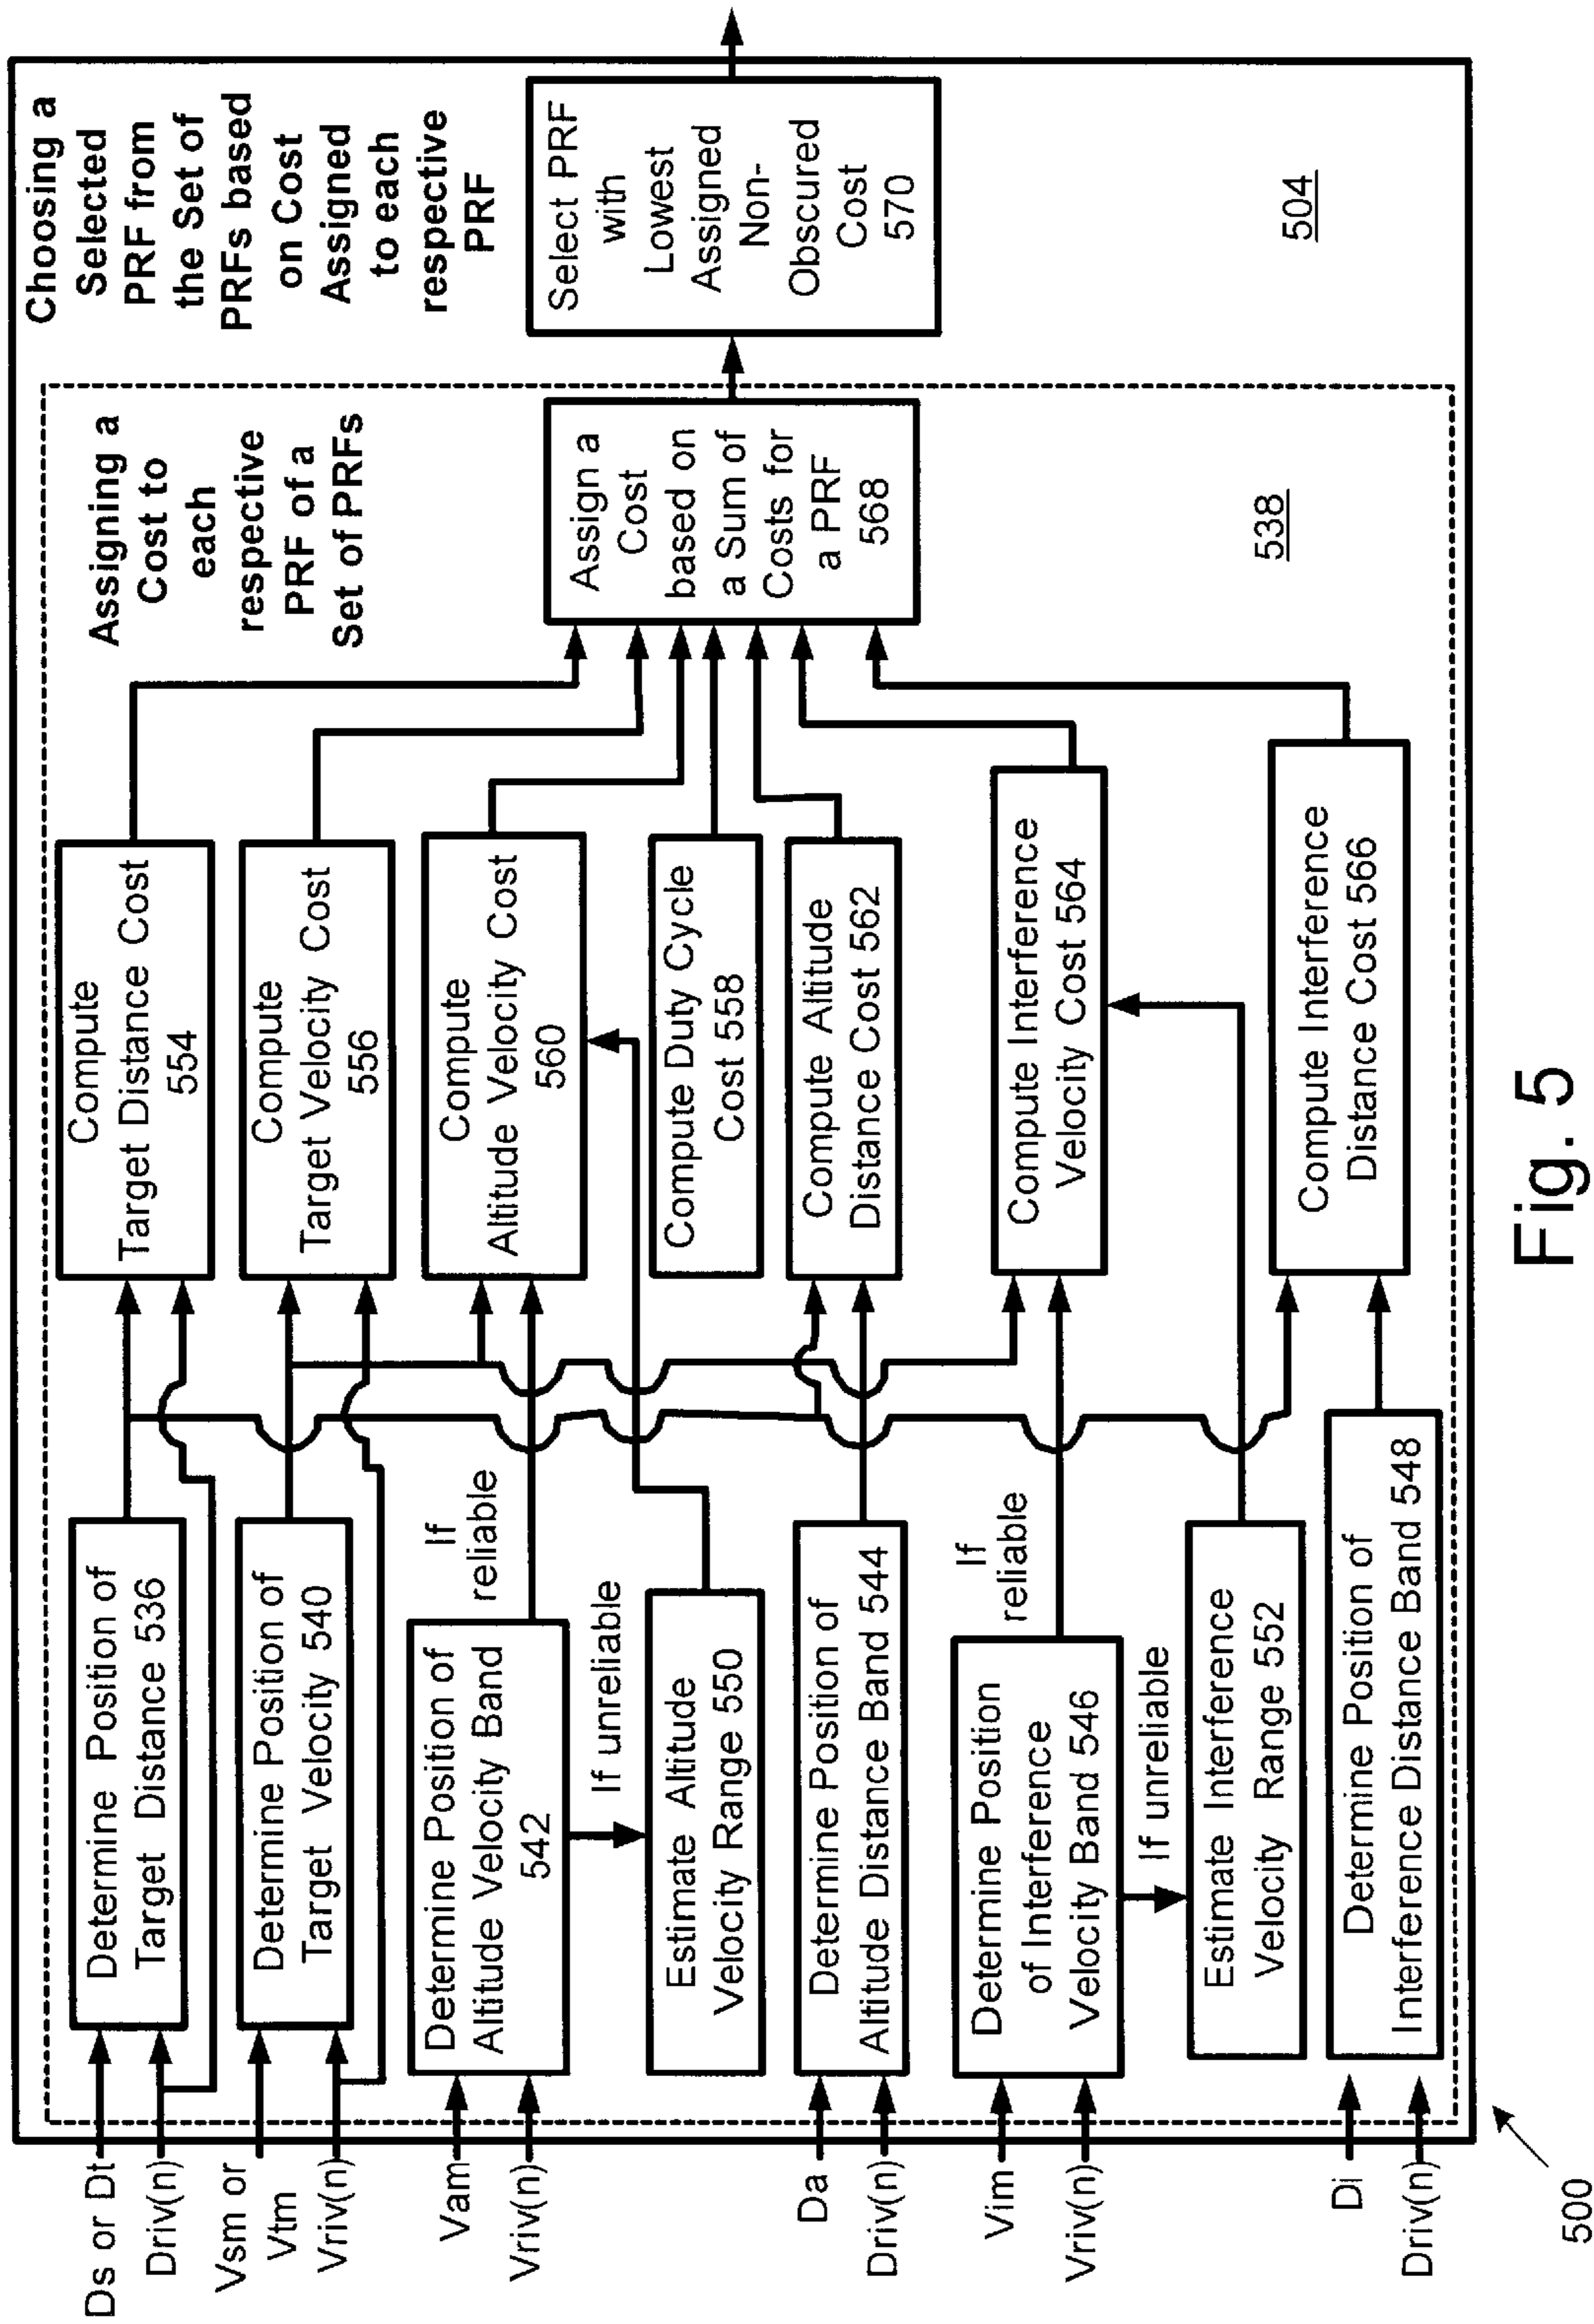 Ds or Dt
Driv(n)
Vsm or
Vtm
Vriv(n)
Vam
Vriv(n)
Da
Driv(n)
Vim
Vriv(n)
Di
Driv(n)
500
Determine Position of
Target Distance 536
Determine Position of
Target Velocity 540
Determine Position of
Altitude Velocity Band
542
If
reliable
If unreliable
Estimate Altitude
Velocity Range 550
Determine Position of
Altitude Distance Band 544
Determine Position
of Interference
Velocity Band 546
If
reliable
If unreliable
Estimate Interference
Velocity Range 552
Determine Position of
Interference Distance Band 548
Compute
Target Distance Cost
554
Compute
Target Velocity Cost
556
Compute
Altitude Velocity Cost
560
Compute Duty Cycle
Cost 558
Compute Altitude
Distance Cost 562
Compute Interference
Velocity Cost 564
Compute Interference
Distance Cost 566
Assigning a
Cost to
each
respective
PRF of a
Set of PRFs
Assign a
Cost
based on
a Sum of
Costs for
a PRF
568
538
Choosing a
Selected
PRF from
the Set of
PRFs based
on Cost
Assigned
to each
respective
PRF
Select PRF
with
Lowest
Assigned
Non-
Obscured
Cost
570
504
Fig. 5